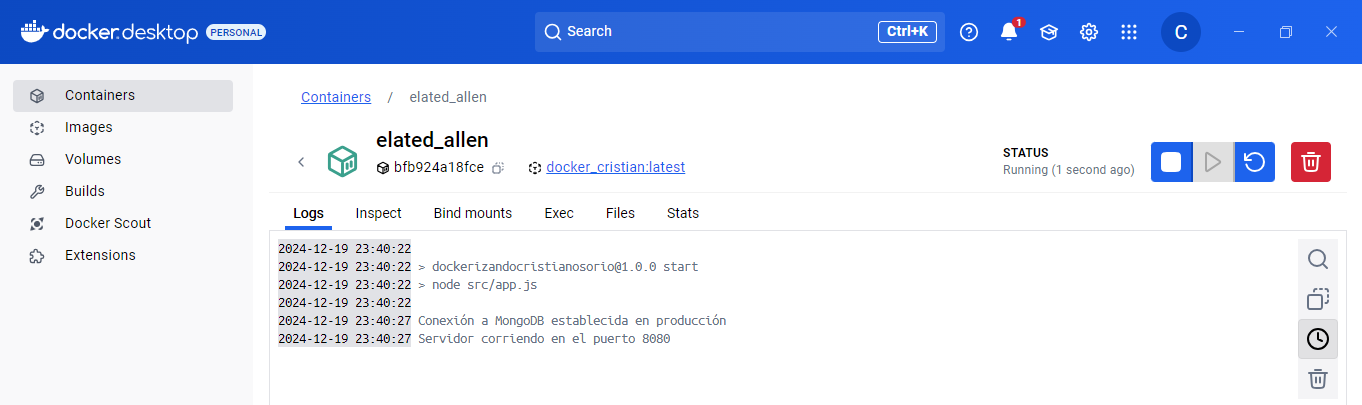 docker.desktop PERSONAL
Search Ctrl+K
1
C
Containers
Images
Volumes
Builds
Docker Scout
Extensions
Containers / elated_allen
elated_allen
bfb924a18fce docker_cristian:latest
STATUS
Running (1 second ago)
Logs Inspect Bind mounts Exec Files Stats
2024-12-19 23:40:22
2024-12-19 23:40:22 > dockerizandocristianosorio@1.0.0 start
2024-12-19 23:40:22 > node src/app.js
2024-12-19 23:40:22
2024-12-19 23:40:27 Conexión a MongoDB establecida en producción
2024-12-19 23:40:27 Servidor corriendo en el puerto 8080